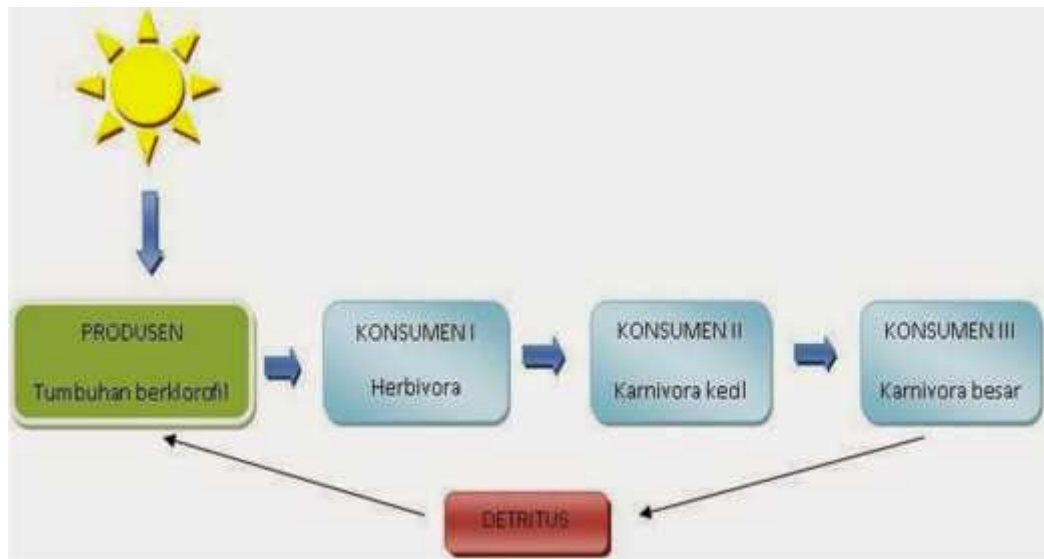 PRODUSEN
Tumbuhan berklorofil
KONSUMEN I
Herbivora
KONSUMEN II
Karnivora kecil
KONSUMEN III
Karnivora besar
DETRITUS